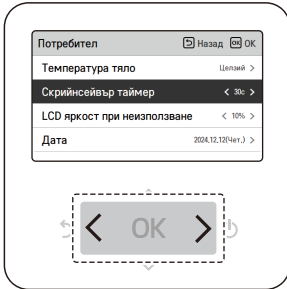 Потребител Назад OK OK
Температура тяло Целзий >
Скрийнсейвър таймер < 30с >
LCD яркост при неизползване < 10% >
Дата 2024.12.12(Чет.) >
OK